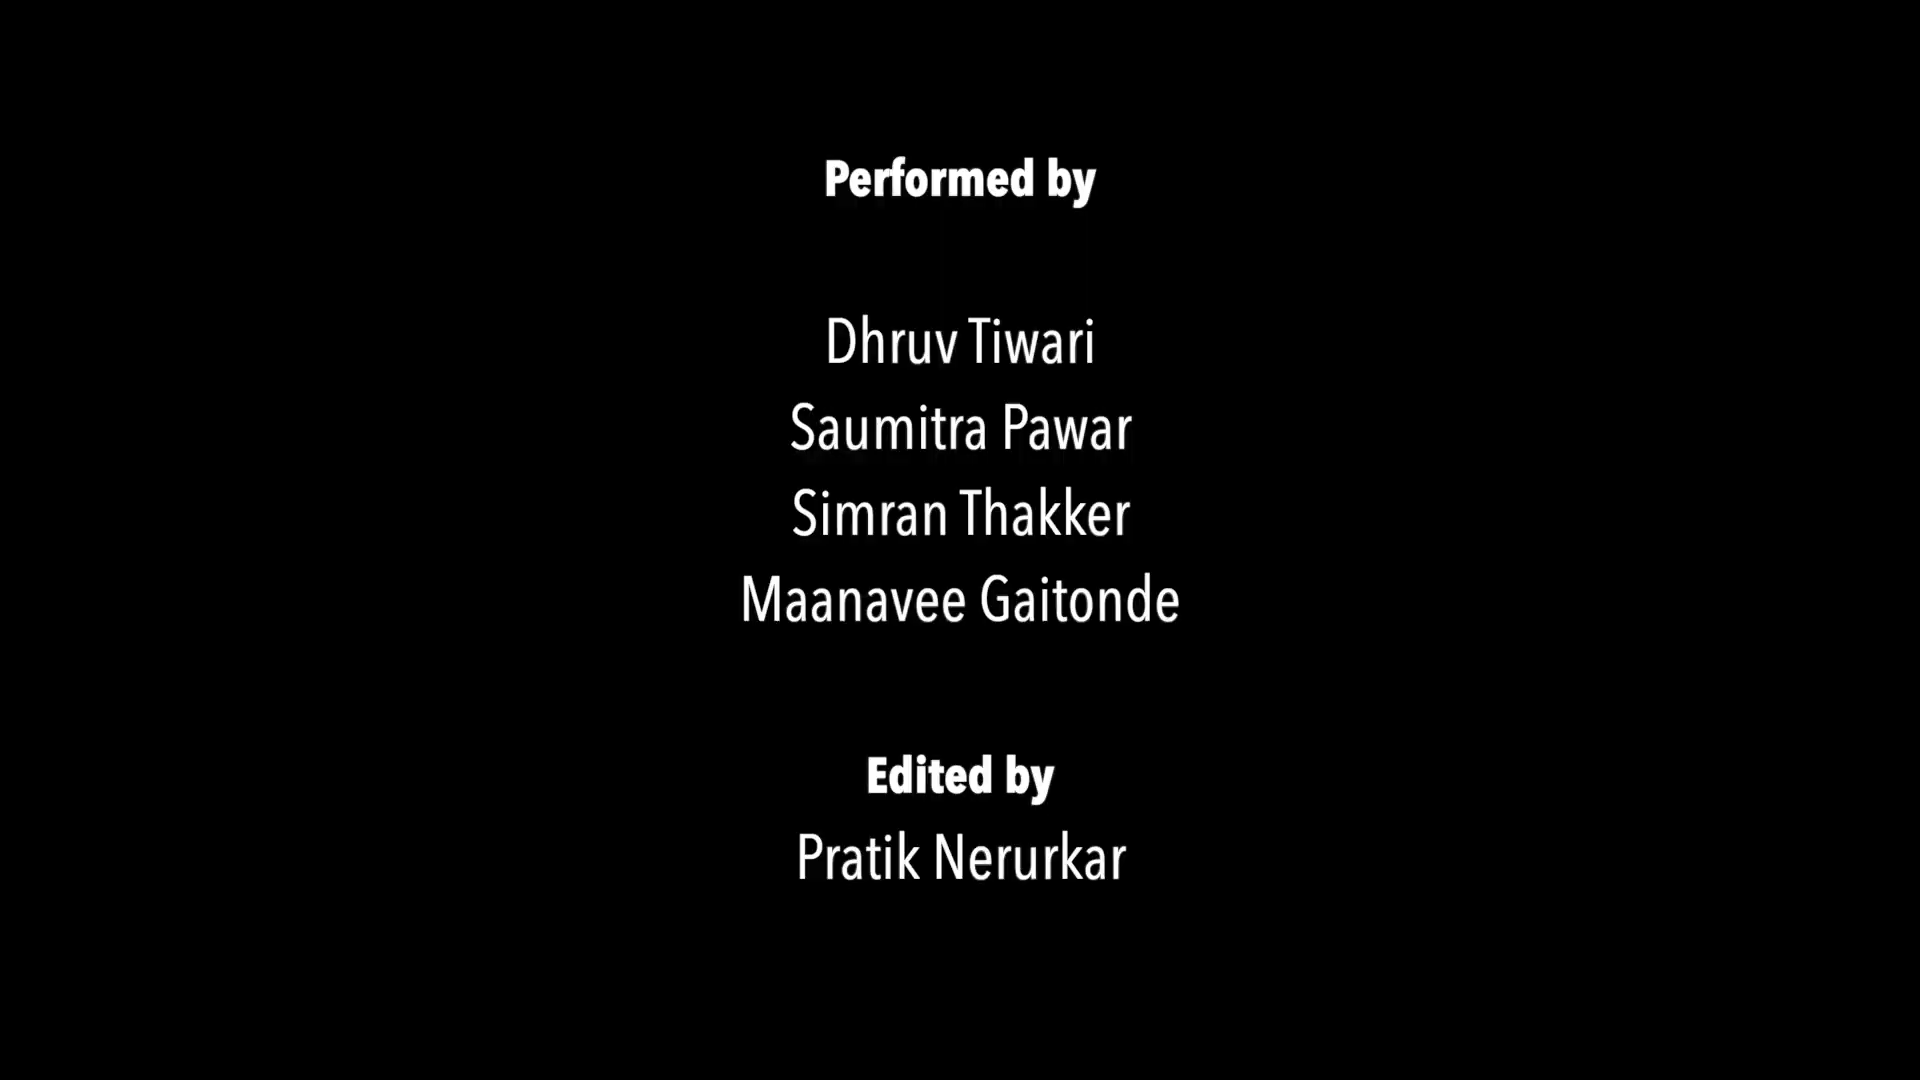 Performed by
Dhruv Tiwari
Saumitra Pawar
Simran Thakker
Maanavee Gaitonde
Edited by
Pratik Nerurkar